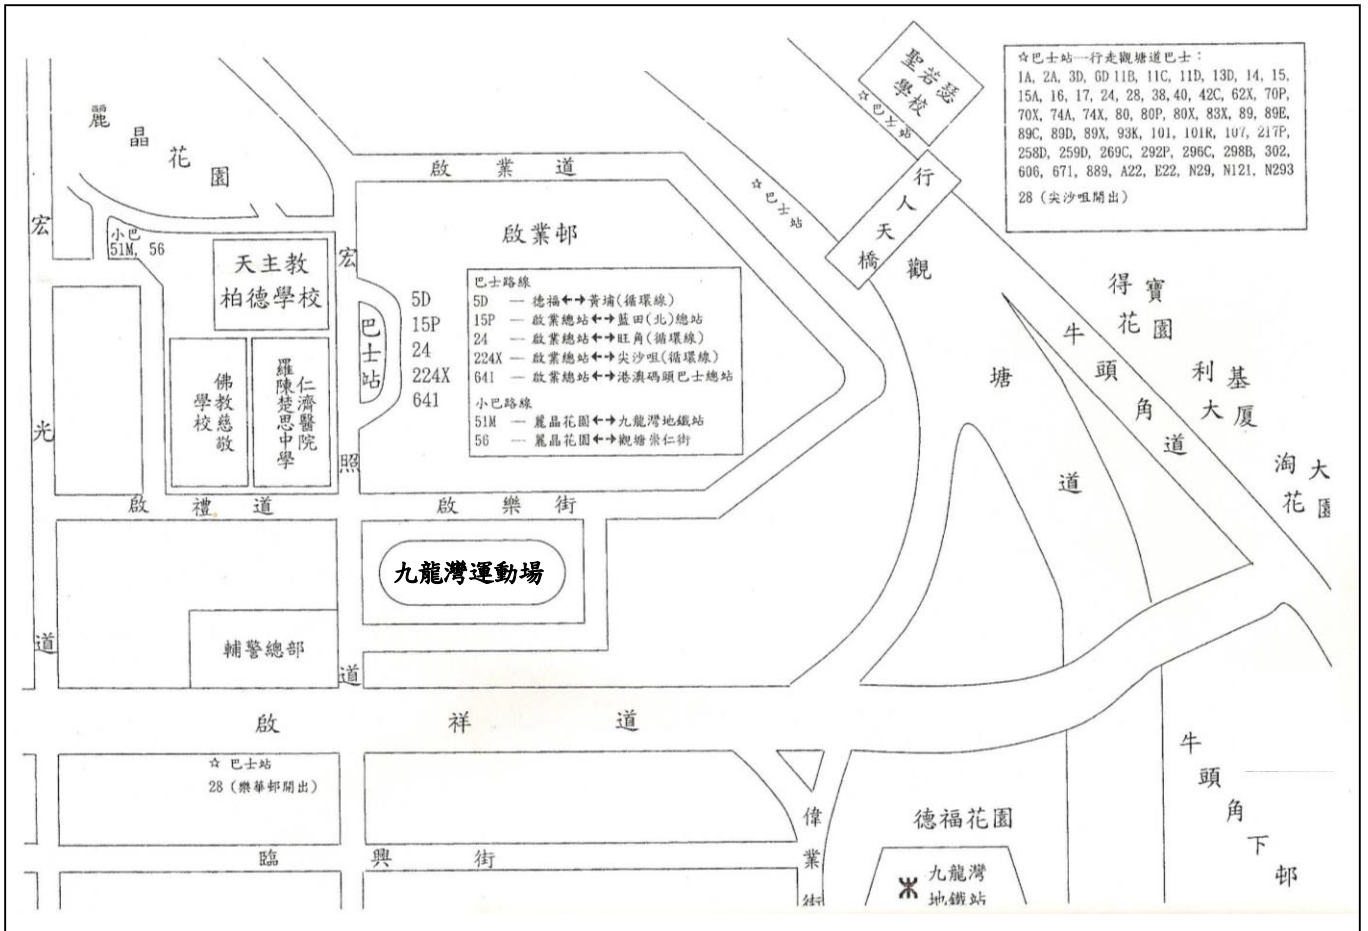 ☆巴士站—行走觀塘道巴士：
1A, 2A, 3D, 6D 11B, 11C, 11D, 13D, 14, 15,
15A, 16, 17, 24, 28, 38, 40, 42C, 62X, 70P,
70X, 74A, 74X, 80, 80P, 80X, 83X, 89, 89E,
89C, 89D, 89X, 93K, 101, 101R, 107, 217P,
258D, 259D, 269C, 292P, 296C, 298B, 302,
606, 671, 889, A22, E22, N29, N121, N293
28 (尖沙咀開出)
聖若瑟
學校
☆巴士站
☆巴士站
行人天橋
麗晶花園
啟業道
啟業邨
宏光道
小巴
51M, 56
天主教
柏德學校
宏照道
巴士站
5D
15P
24
224X
641
巴士路線
5D — 德福←→黃埔(循環線)
15P — 啟業總站←→藍田(北)總站
24 — 啟業總站←→旺角(循環線)
224X — 啟業總站←→尖沙咀(循環線)
641 — 啟業總站←→港澳碼頭巴士總站
小巴路線
51M — 麗晶花園←→九龍灣地鐵站
56 — 麗晶花園←→觀塘崇仁街
佛教慈敬
學校
仁濟醫院
羅陳楚思中學
觀塘道
牛頭角道
得寶花園
利基大厦
淘大花園
啟禮道
啟樂街
九龍灣運動場
輔警總部
啟祥道
☆ 巴士站
28 (樂華邨開出)
臨興街
偉業街
德福花園
九龍灣
地鐵站
牛頭角下邨